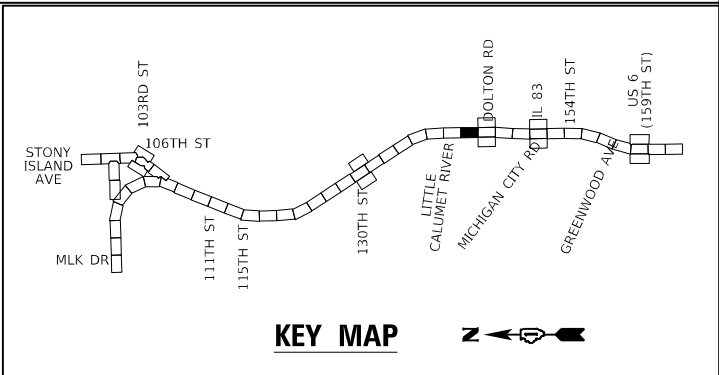 103RD ST
106TH ST
STONY
ISLAND
AVE
MLK DR
111TH ST
115TH ST
130TH ST
LITTLE
CALUMET RIVER
DOLTON RD
MICHIGAN CITY RD
IL 83
154TH ST
GREENWOOD AVE
US 6
(159TH ST)
KEY MAP
N